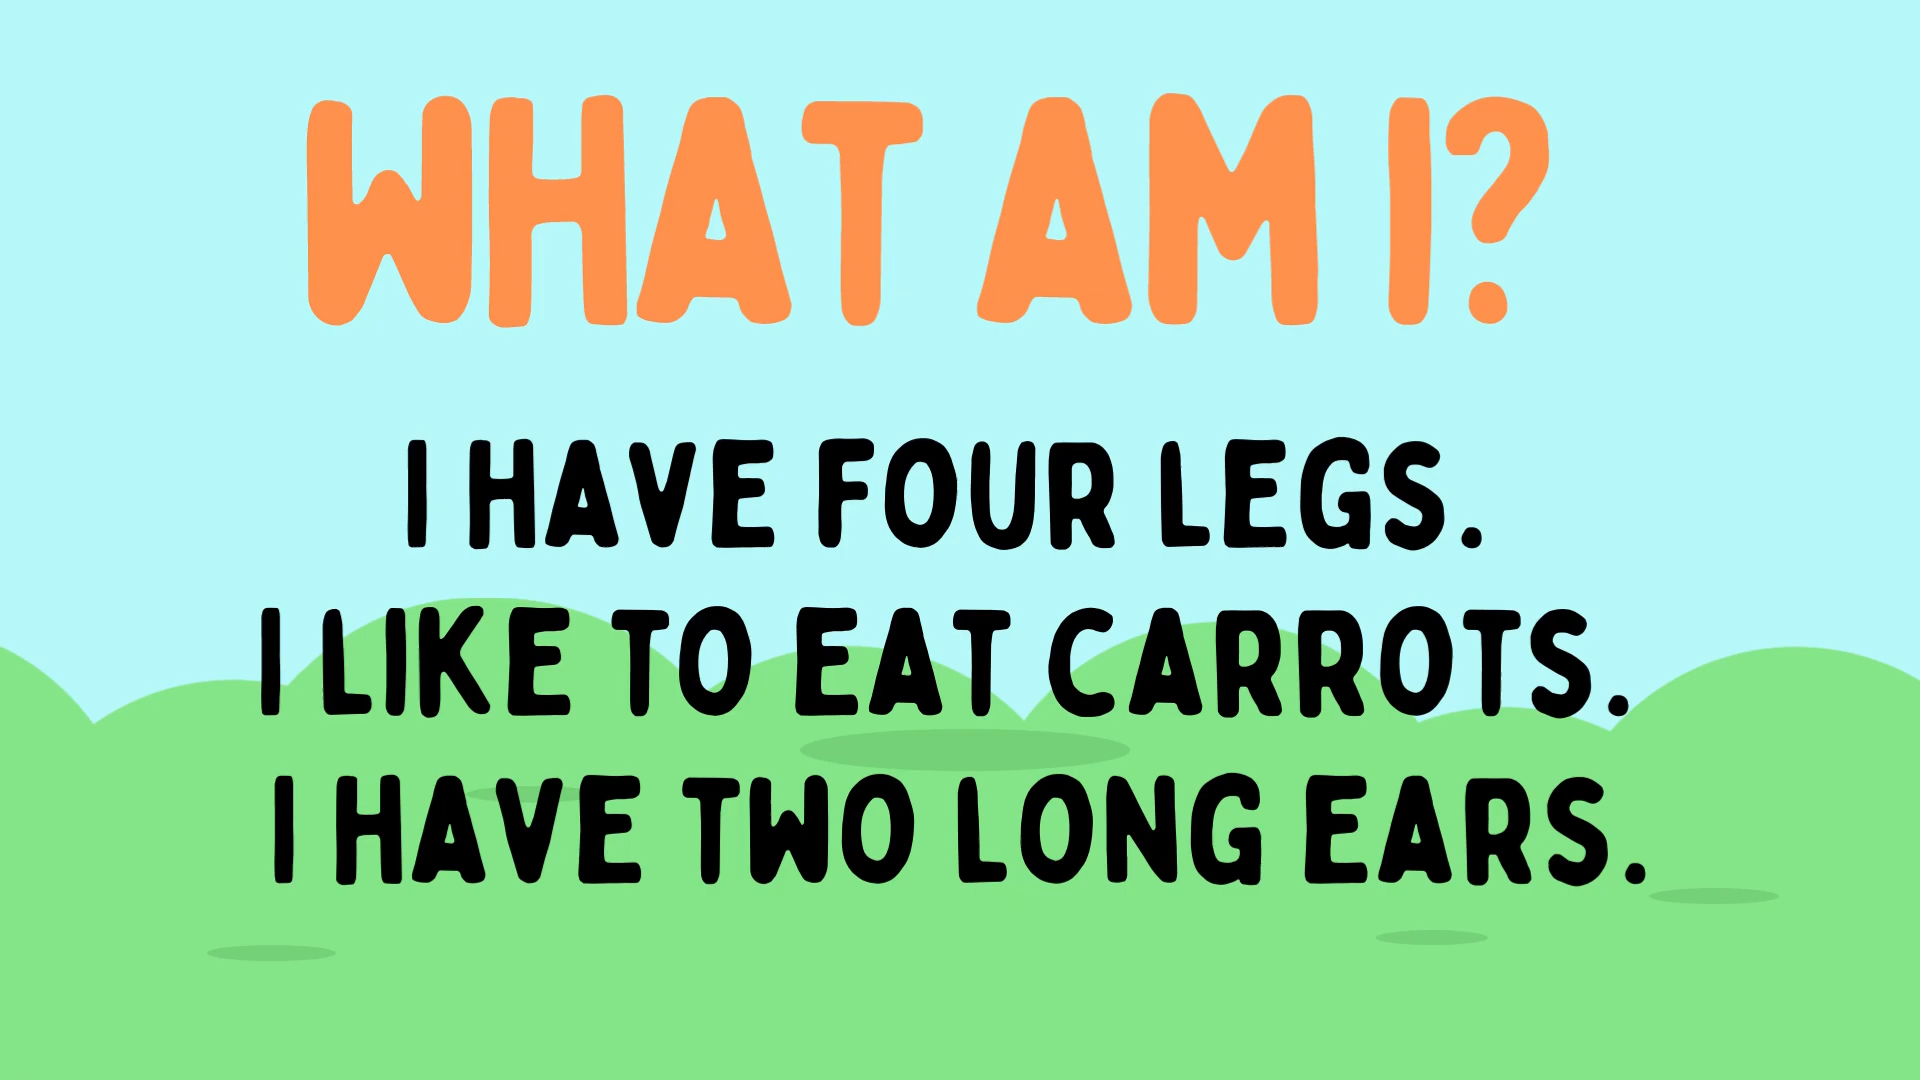 WHAT AM I?
I HAVE FOUR LEGS.
I LIKE TO EAT CARROTS.
I HAVE TWO LONG EARS.